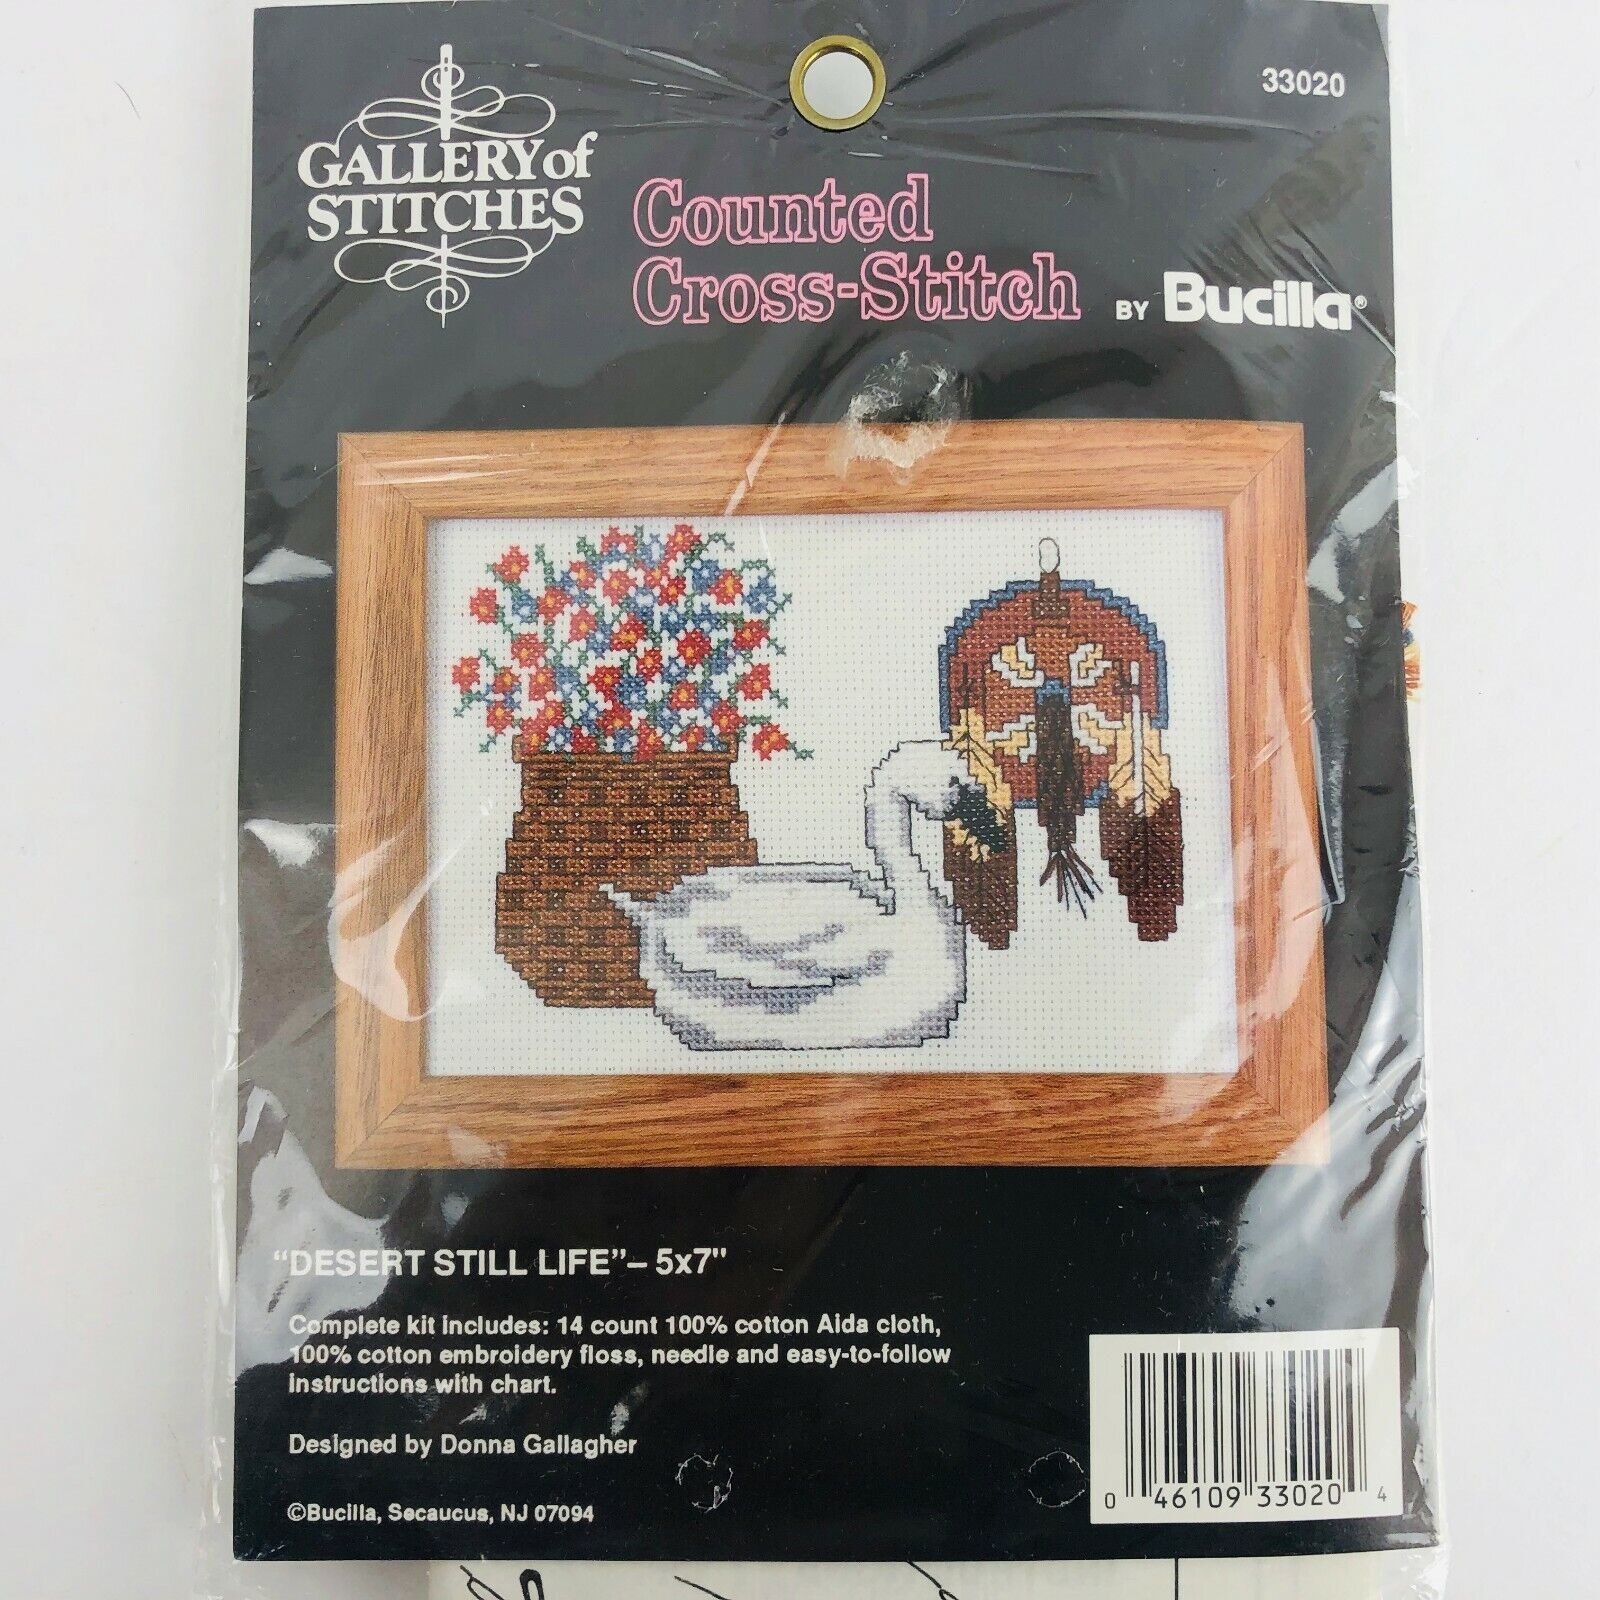 33020
GALLERY of
STITCHES
Counted
Cross-Stitch BY Bucilla®
"DESERT STILL LIFE" – 5x7"
Complete kit includes: 14 count 100% cotton Aida cloth,
100% cotton embroidery floss, needle and easy-to-follow
instructions with chart.
Designed by Donna Gallagher
©Bucilla, Secaucus, NJ 07094
0 46109 33020 4